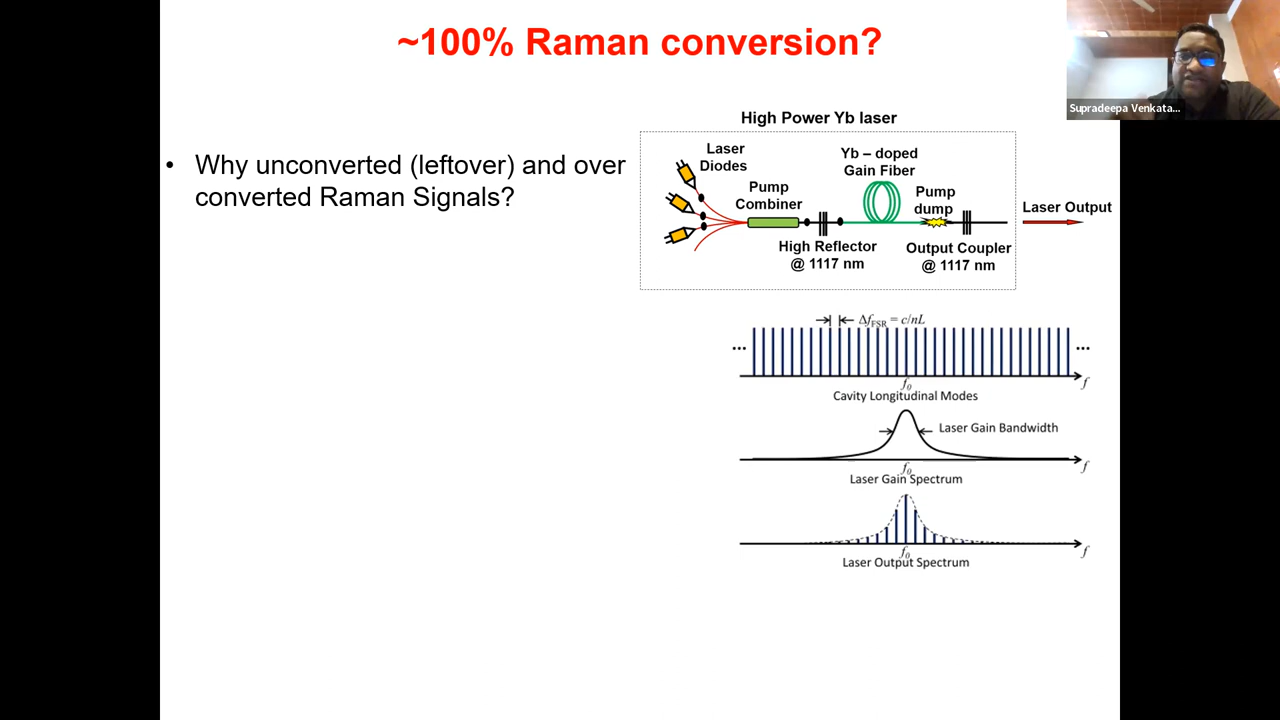 ~100% Raman conversion?
Supradeepa Venkata...
• Why unconverted (leftover) and over
converted Raman Signals?
High Power Yb laser
Laser
Diodes
Pump
Combiner
Yb – doped
Gain Fiber
Pump
dump
Laser Output
High Reflector
@ 1117 nm
Output Coupler
@ 1117 nm
ΔfFSR = c/nL
... ...
f0 f
Cavity Longitudinal Modes
Laser Gain Bandwidth
f0 f
Laser Gain Spectrum
f0 f
Laser Output Spectrum